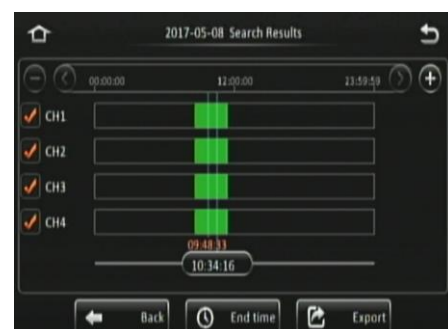 2017-05-08 Search Results
00:00:00 12:00:00 23:59:59
CH1
CH2
CH3
CH4
09:48:33
10:34:16
Back End time Export